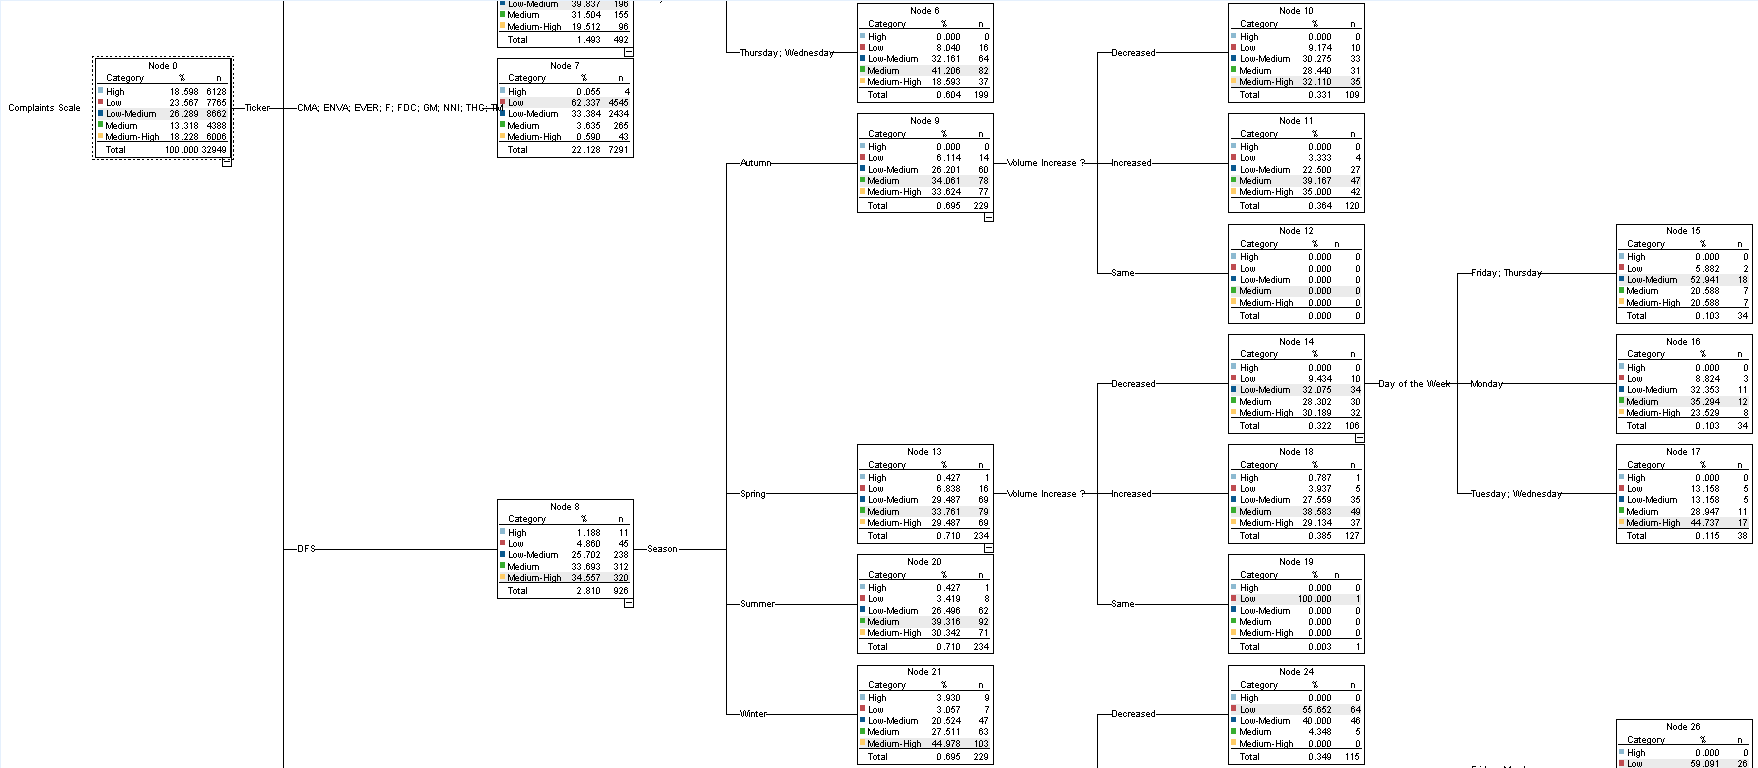 Complaints Scale
Node 0
Category % n
High 18.598 6128
Low 23.567 7765
Low-Medium 26.289 8662
Medium 13.318 4388
Medium-High 18.228 6006
Total 100.000 32949
Ticker
Low-Medium 39.837 196
Medium 31.504 155
Medium-High 19.512 96
Total 1.493 492
CMA; ENVA; EVER; F; FDC; GM; NNI; THG; TM
Node 7
Category % n
High 0.055 4
Low 62.337 4545
Low-Medium 33.384 2434
Medium 3.635 265
Medium-High 0.590 43
Total 22.128 7291
DFS
Node 8
Category % n
High 1.188 11
Low 4.860 45
Low-Medium 25.702 238
Medium 33.693 312
Medium-High 34.557 320
Total 2.810 926
Season
Thursday; Wednesday
Node 6
Category % n
High 0.000 0
Low 8.040 16
Low-Medium 32.161 64
Medium 41.206 82
Medium-High 18.593 37
Total 0.604 199
Autumn
Node 9
Category % n
High 0.000 0
Low 6.114 14
Low-Medium 26.201 60
Medium 34.061 78
Medium-High 33.624 77
Total 0.695 229
Volume Increase ?
Spring
Node 13
Category % n
High 0.427 1
Low 6.838 16
Low-Medium 29.487 69
Medium 33.761 79
Medium-High 29.487 69
Total 0.710 234
Volume Increase ?
Summer
Node 20
Category % n
High 0.427 1
Low 3.419 8
Low-Medium 26.496 62
Medium 39.316 92
Medium-High 30.342 71
Total 0.710 234
Winter
Node 21
Category % n
High 3.930 9
Low 3.057 7
Low-Medium 20.524 47
Medium 27.511 63
Medium-High 44.978 103
Total 0.695 229
Decreased
Node 10
Category % n
High 0.000 0
Low 9.174 10
Low-Medium 30.275 33
Medium 28.440 31
Medium-High 32.110 35
Total 0.331 109
Increased
Node 11
Category % n
High 0.000 0
Low 3.333 4
Low-Medium 22.500 27
Medium 39.167 47
Medium-High 35.000 42
Total 0.364 120
Same
Node 12
Category % n
High 0.000 0
Low 0.000 0
Low-Medium 0.000 0
Medium 0.000 0
Medium-High 0.000 0
Total 0.000 0
Decreased
Node 14
Category % n
High 0.000 0
Low 9.434 10
Low-Medium 32.075 34
Medium 28.302 30
Medium-High 30.189 32
Total 0.322 106
Day of the Week
Increased
Node 18
Category % n
High 0.787 1
Low 3.937 5
Low-Medium 27.559 35
Medium 38.583 49
Medium-High 29.134 37
Total 0.385 127
Same
Node 19
Category % n
High 0.000 0
Low 100.000 1
Low-Medium 0.000 0
Medium 0.000 0
Medium-High 0.000 0
Total 0.003 1
Decreased
Node 24
Category % n
High 0.000 0
Low 55.652 64
Low-Medium 40.000 46
Medium 4.348 5
Medium-High 0.000 0
Total 0.349 115
Friday; Thursday
Node 15
Category % n
High 0.000 0
Low 5.882 2
Low-Medium 52.941 18
Medium 20.588 7
Medium-High 20.588 7
Total 0.103 34
Monday
Node 16
Category % n
High 0.000 0
Low 8.824 3
Low-Medium 32.353 11
Medium 35.294 12
Medium-High 23.529 8
Total 0.103 34
Tuesday; Wednesday
Node 17
Category % n
High 0.000 0
Low 13.158 5
Low-Medium 13.158 5
Medium 28.947 11
Medium-High 44.737 17
Total 0.115 38
Node 26
Category % n
High 0.000 0
Low 59.091 26